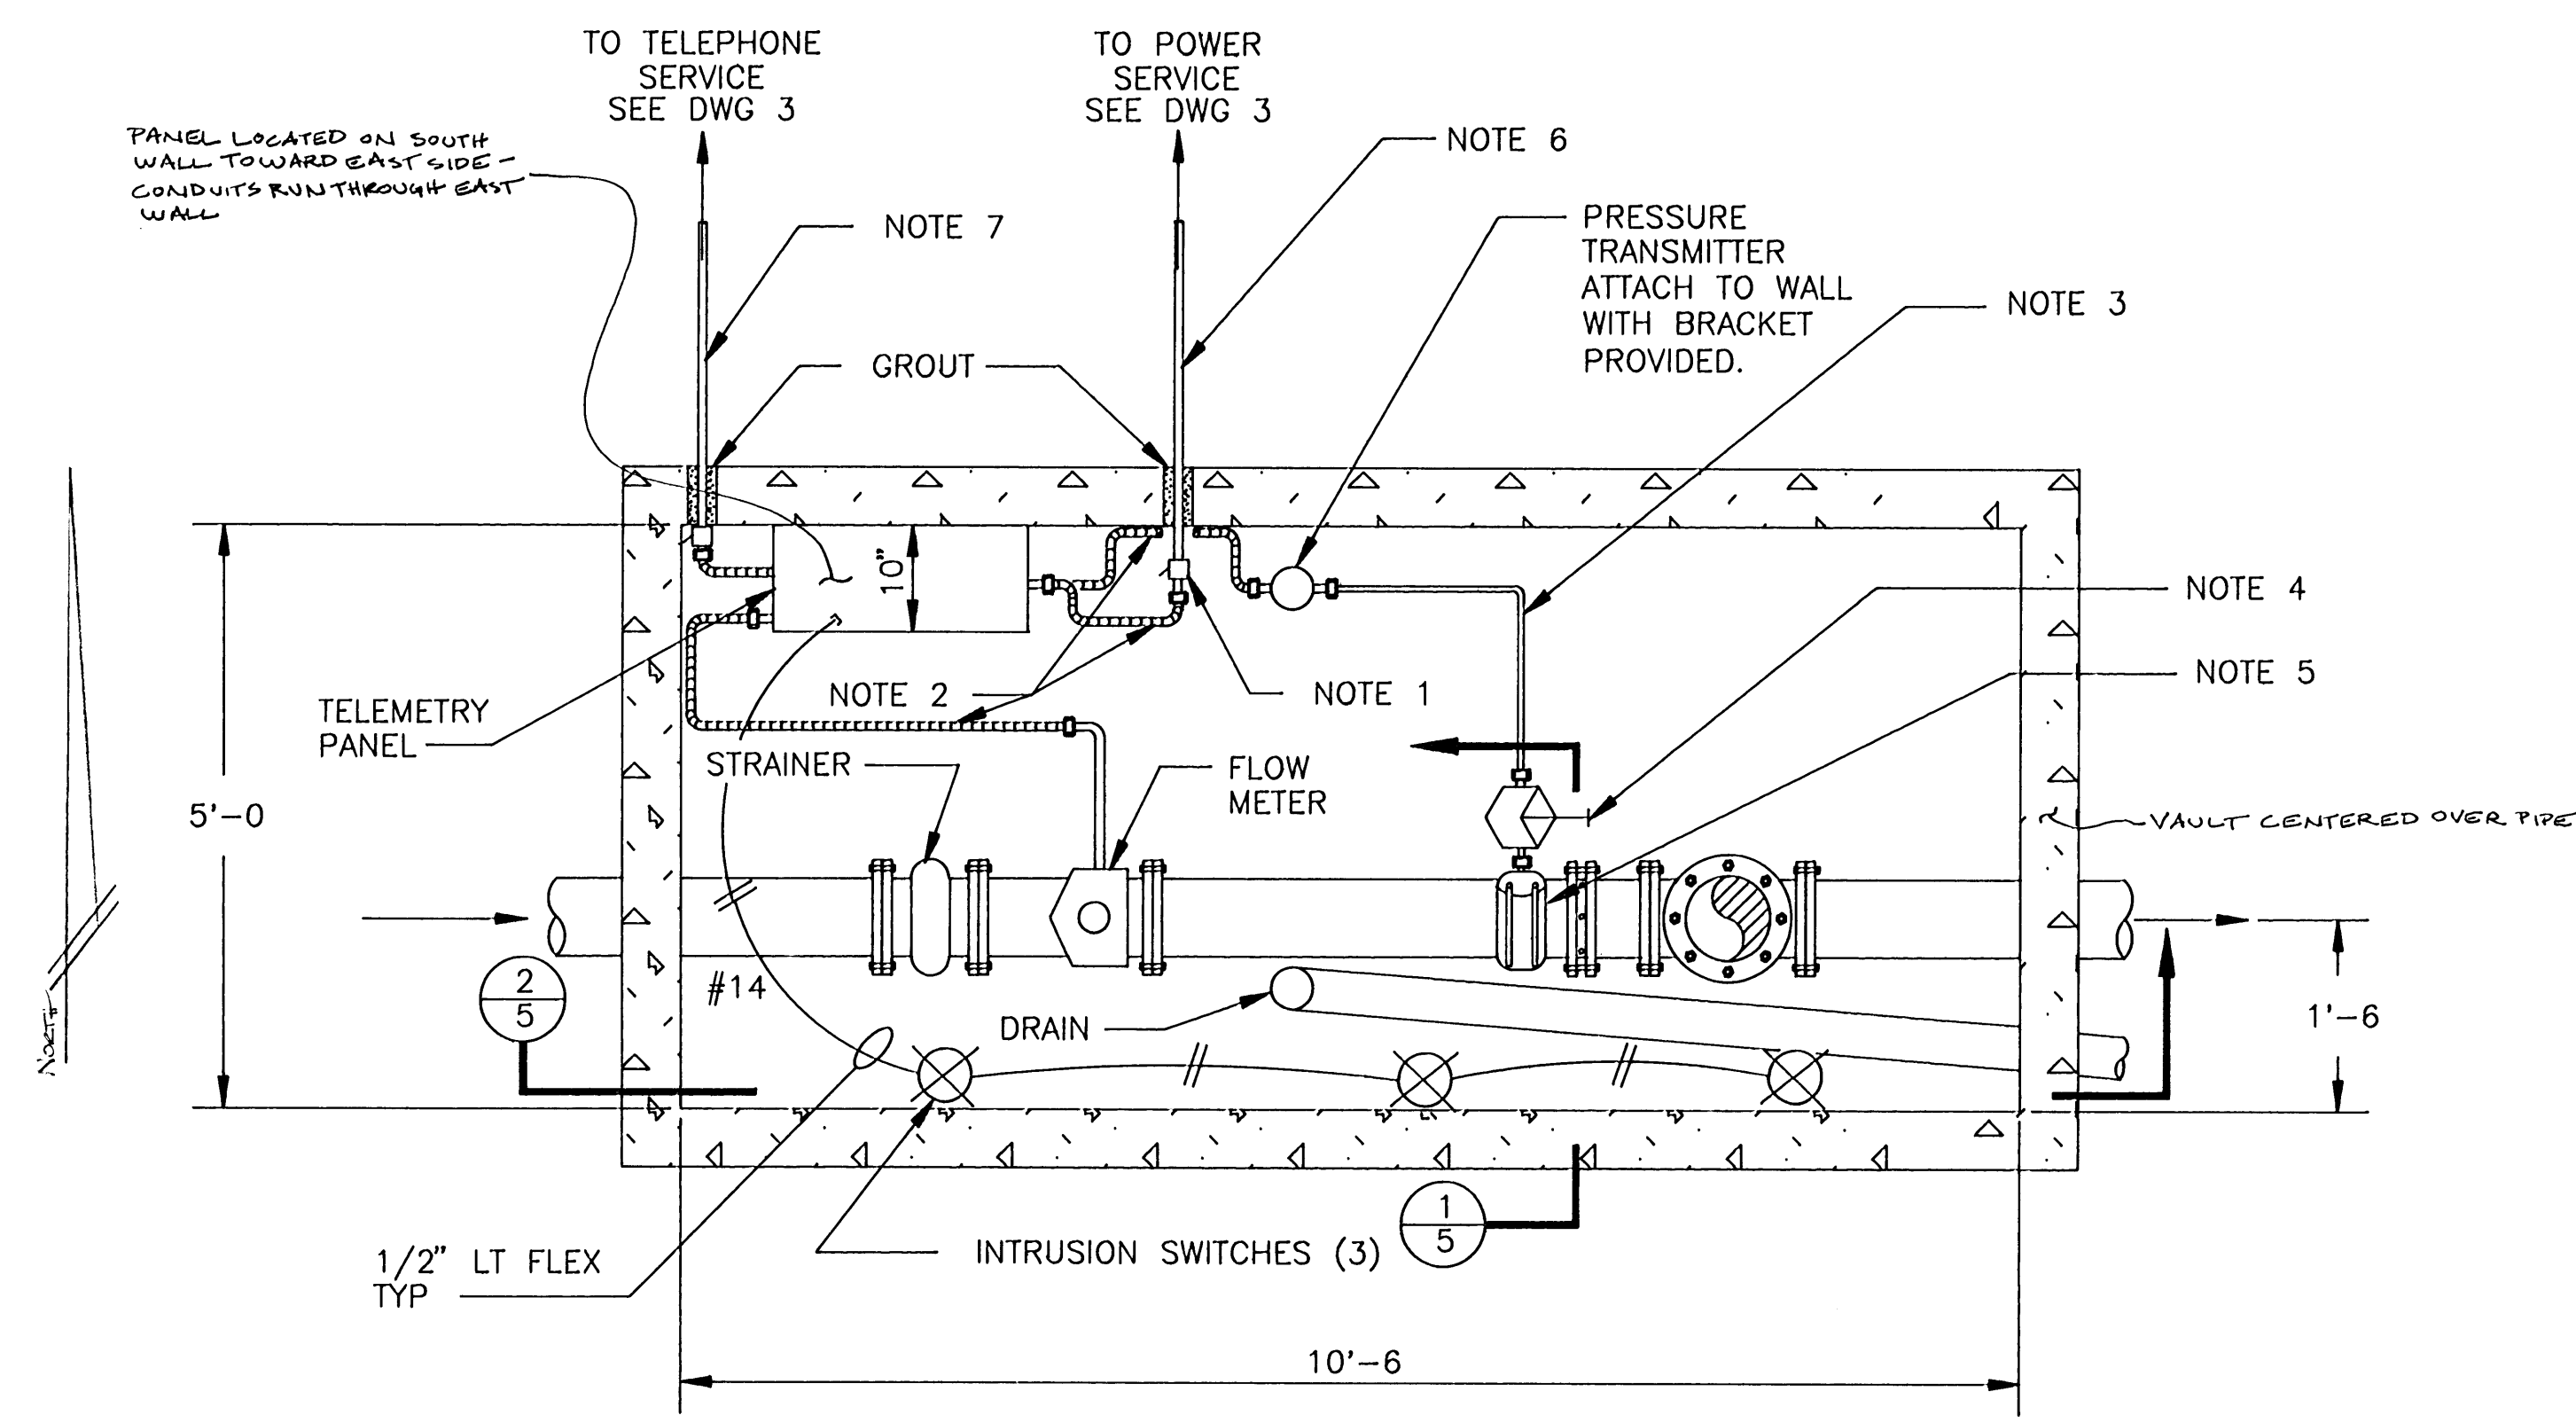 TO TELEPHONE
SERVICE
SEE DWG 3
TO POWER
SERVICE
SEE DWG 3
PANEL LOCATED ON SOUTH
WALL TOWARD EAST SIDE -
CONDUITS RUN THROUGH EAST
WALL
NOTE 6
NOTE 7
PRESSURE
TRANSMITTER
ATTACH TO WALL
WITH BRACKET
PROVIDED.
NOTE 3
GROUT
10"
NOTE 4
NOTE 5
NOTE 2
NOTE 1
TELEMETRY
PANEL
STRAINER
FLOW
METER
5'-0
VAULT CENTERED OVER PIPE
#14
2
5
DRAIN
1'-6
NORTH
1
5
INTRUSION SWITCHES (3)
1/2" LT FLEX
TYP
10'-6